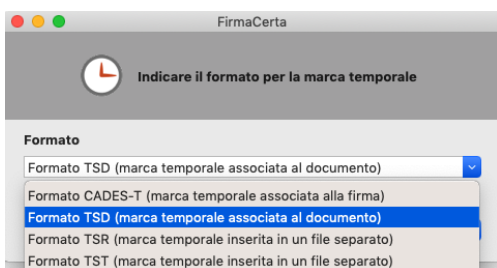 FirmaCerta
Indicare il formato per la marca temporale
Formato
Formato TSD (marca temporale associata al documento)
Formato CADES-T (marca temporale associata alla firma)
Formato TSD (marca temporale associata al documento)
Formato TSR (marca temporale inserita in un file separato)
Formato TST (marca temporale inserita in un file separato)